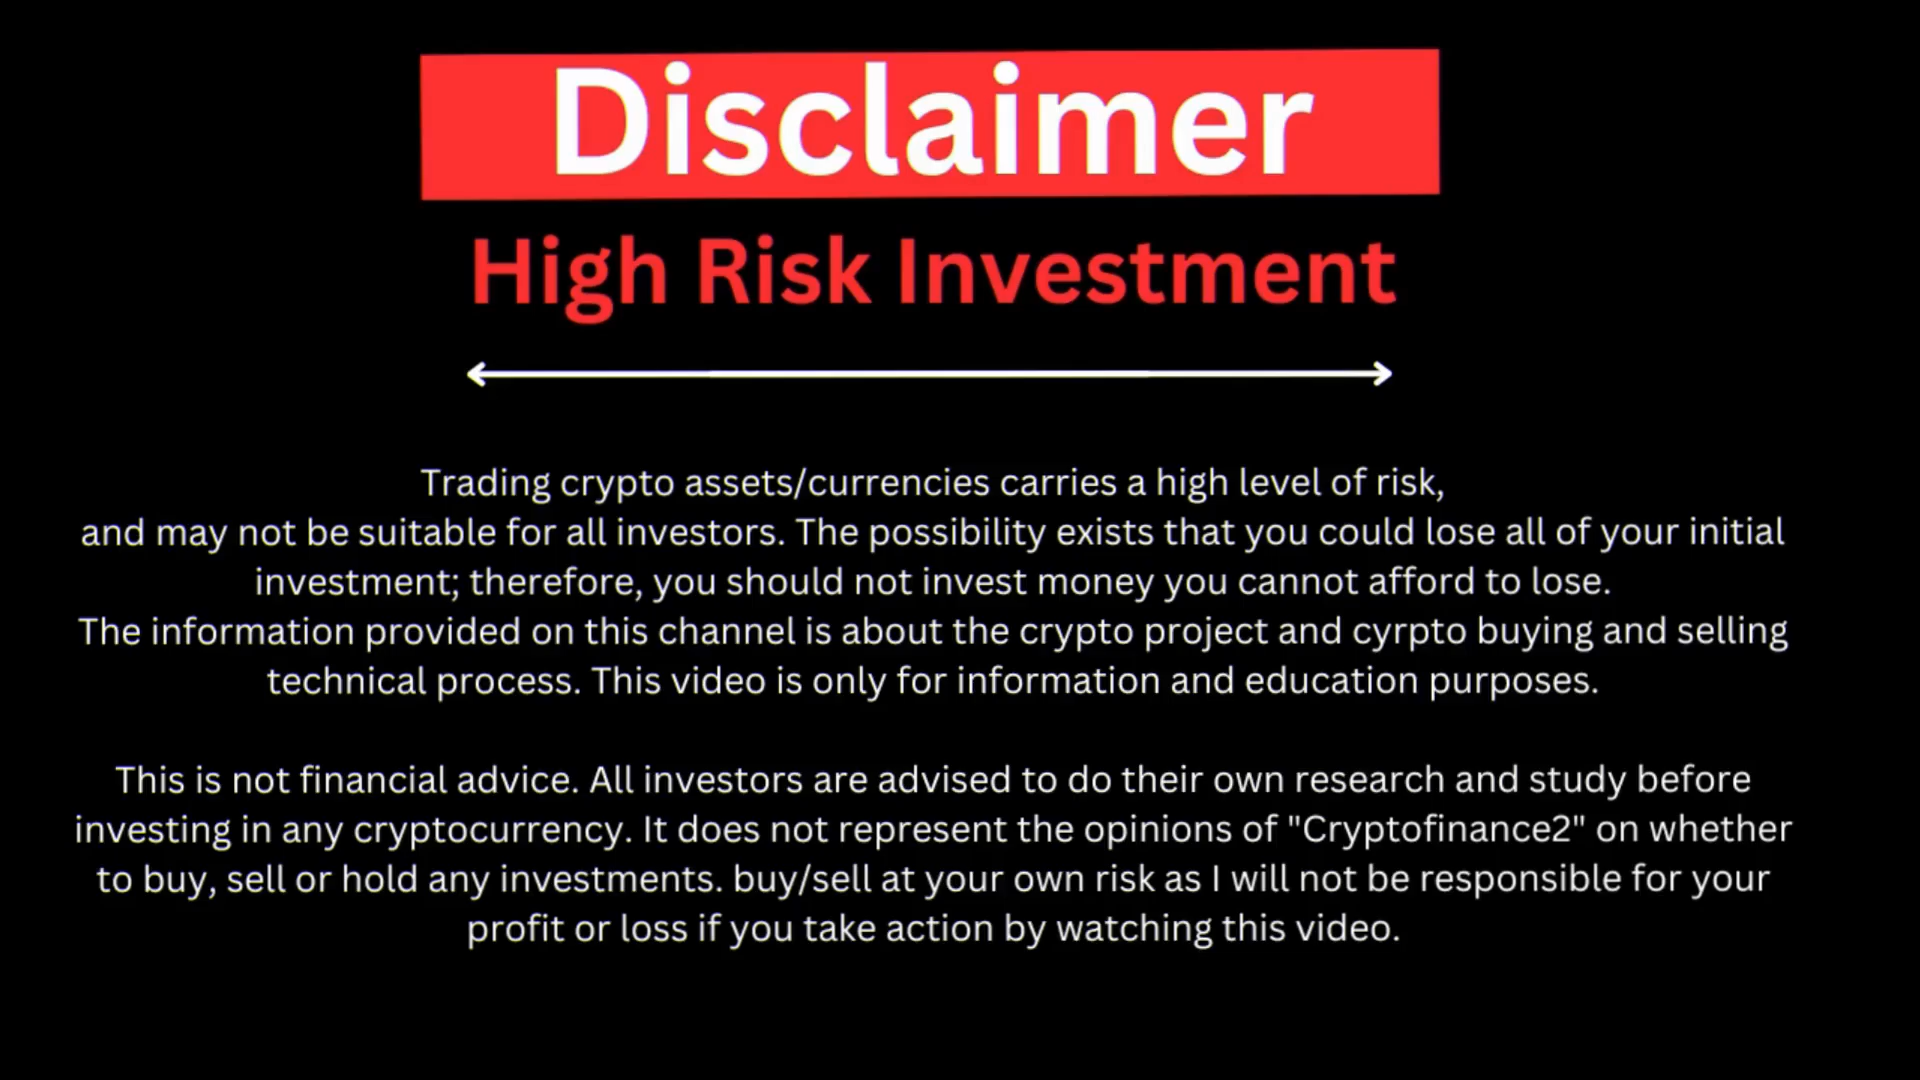 Disclaimer
High Risk Investment
Trading crypto assets/currencies carries a high level of risk,
and may not be suitable for all investors. The possibility exists that you could lose all of your initial
investment; therefore, you should not invest money you cannot afford to lose.
The information provided on this channel is about the crypto project and cyrpto buying and selling
technical process. This video is only for information and education purposes.
This is not financial advice. All investors are advised to do their own research and study before
investing in any cryptocurrency. It does not represent the opinions of "Cryptofinance2" on whether
to buy, sell or hold any investments. buy/sell at your own risk as I will not be responsible for your
profit or loss if you take action by watching this video.